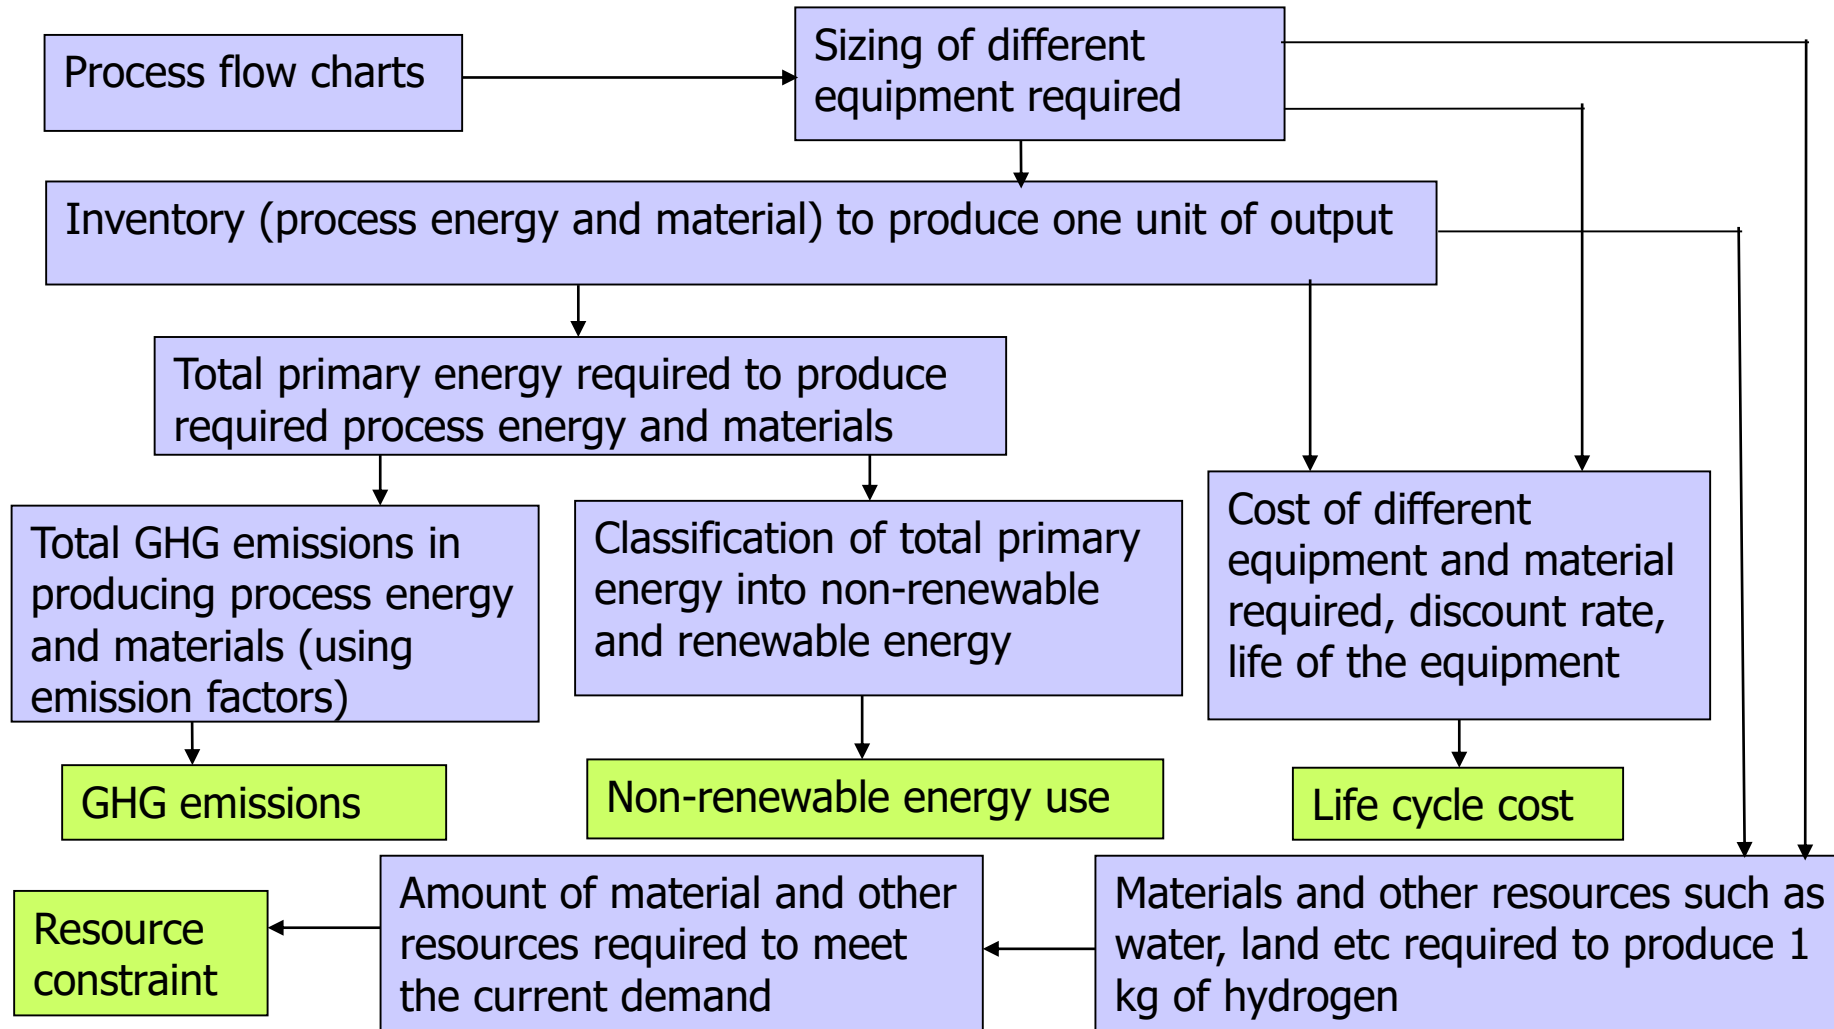 Process flow charts
Sizing of different
equipment required
Inventory (process energy and material) to produce one unit of output
Total primary energy required to produce
required process energy and materials
Total GHG emissions in
producing process energy
and materials (using
emission factors)
Classification of total primary
energy into non-renewable
and renewable energy
Cost of different
equipment and material
required, discount rate,
life of the equipment
GHG emissions
Non-renewable energy use
Life cycle cost
Resource
constraint
Amount of material and other
resources required to meet
the current demand
Materials and other resources such as
water, land etc required to produce 1
kg of hydrogen